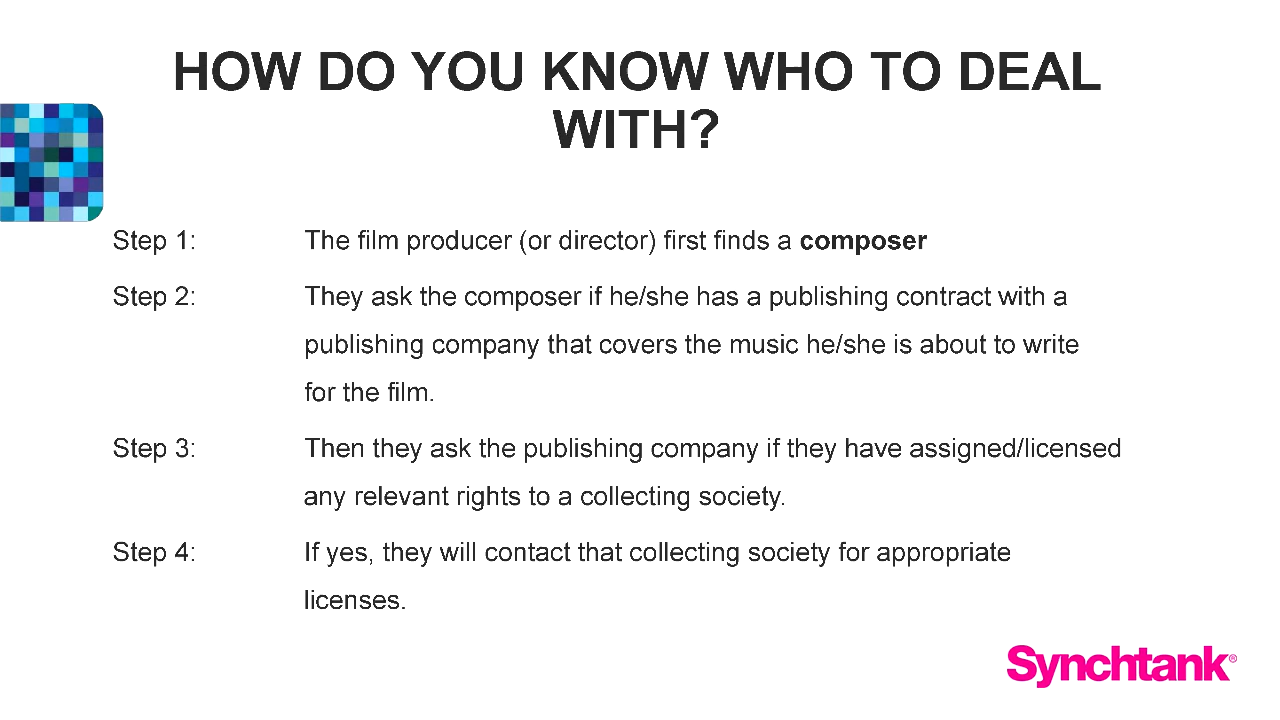 HOW DO YOU KNOW WHO TO DEAL
WITH?
Step 1: The film producer (or director) first finds a composer
Step 2: They ask the composer if he/she has a publishing contract with a
publishing company that covers the music he/she is about to write
for the film.
Step 3: Then they ask the publishing company if they have assigned/licensed
any relevant rights to a collecting society.
Step 4: If yes, they will contact that collecting society for appropriate
licenses.
Synchtank®